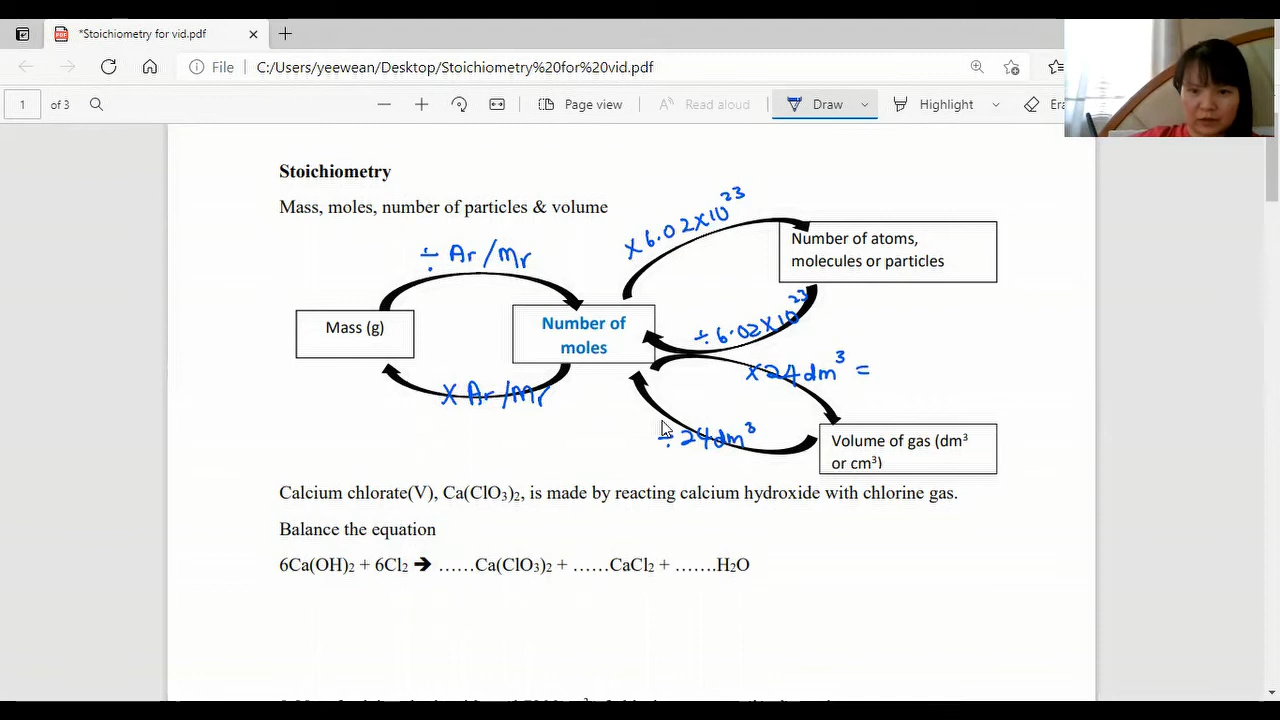 *Stoichiometry for vid.pdf
File C:/Users/yeewean/Desktop/Stoichiometry%20for%20vid.pdf
1 of 3 Page view Read aloud Draw Highlight
Stoichiometry
Mass, moles, number of particles & volume
× 6.02×10²³
÷ Ar /Mr
Number of atoms,
molecules or particles
Mass (g)
Number of
moles
÷6.02×10²³
×24dm³ =
× Ar /Mr
÷24dm³
Volume of gas (dm³
or cm³)
Calcium chlorate(V), Ca(ClO₃)₂, is made by reacting calcium hydroxide with chlorine gas.
Balance the equation
6Ca(OH)₂ + 6Cl₂ 🡺 ……Ca(ClO₃)₂ + ……CaCl₂ + …….H₂O